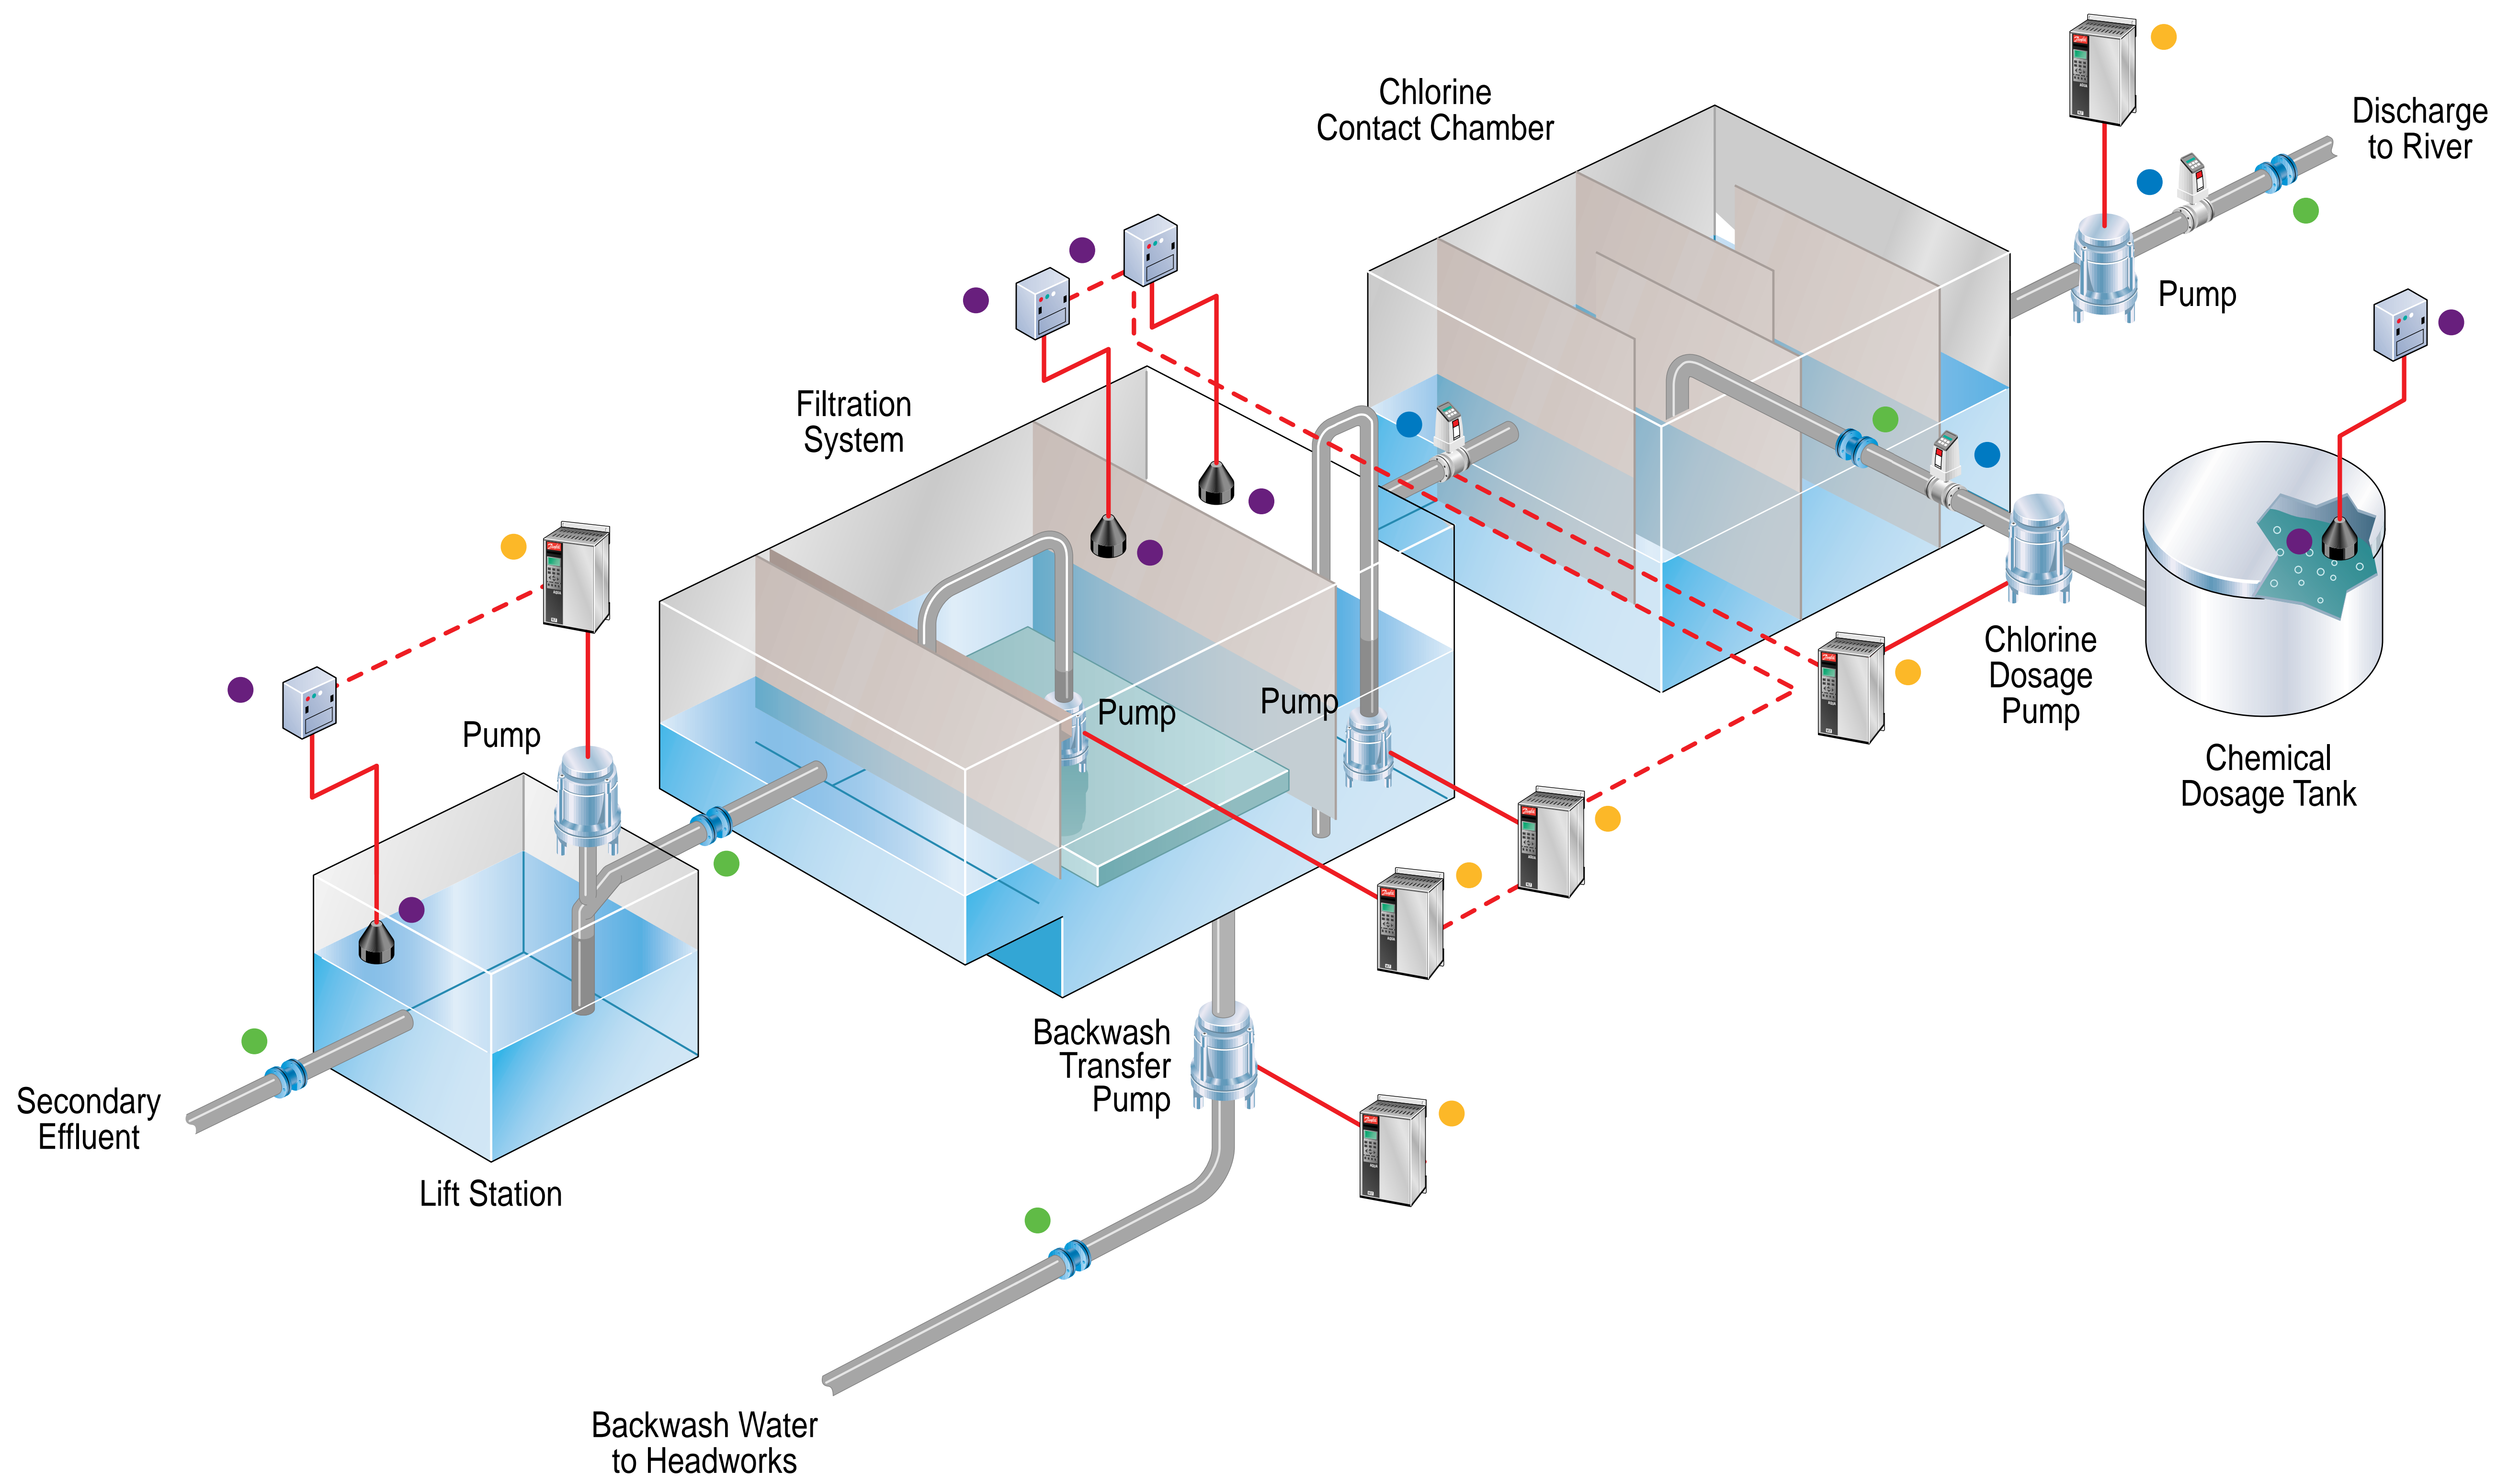 Chlorine
Contact Chamber
Discharge
to River
Pump
Filtration
System
Pump
Pump
Pump
Chlorine
Dosage
Pump
Chemical
Dosage Tank
Backwash
Transfer
Pump
Secondary
Effluent
Lift Station
Backwash Water
to Headworks